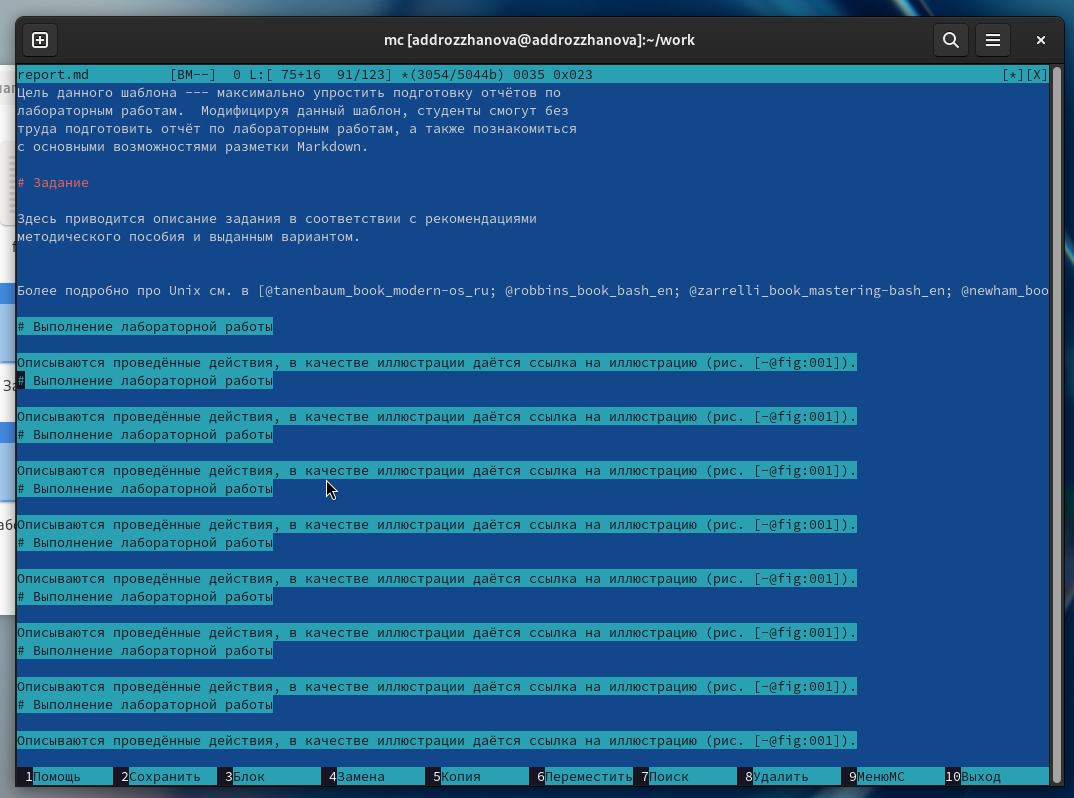 mc [addrozzhanova@addrozzhanova]:~/work
report.md [BM--] 0 L:[ 75+16 91/123] *(3054/5044b) 0035 0x023 [*][X]
Цель данного шаблона --- максимально упростить подготовку отчётов по
лабораторным работам. Модифицируя данный шаблон, студенты смогут без
труда подготовить отчёт по лабораторным работам, а также познакомиться
с основными возможностями разметки Markdown.
# Задание
Здесь приводится описание задания в соответствии с рекомендациями
методического пособия и выданным вариантом.
Более подробно про Unix см. в [@tanenbaum_book_modern-os_ru; @robbins_book_bash_en; @zarrelli_book_mastering-bash_en; @newham_boo
# Выполнение лабораторной работы
Описываются проведённые действия, в качестве иллюстрации даётся ссылка на иллюстрацию (рис. [-@fig:001]).
# Выполнение лабораторной работы
Описываются проведённые действия, в качестве иллюстрации даётся ссылка на иллюстрацию (рис. [-@fig:001]).
# Выполнение лабораторной работы
Описываются проведённые действия, в качестве иллюстрации даётся ссылка на иллюстрацию (рис. [-@fig:001]).
# Выполнение лабораторной работы
Описываются проведённые действия, в качестве иллюстрации даётся ссылка на иллюстрацию (рис. [-@fig:001]).
# Выполнение лабораторной работы
Описываются проведённые действия, в качестве иллюстрации даётся ссылка на иллюстрацию (рис. [-@fig:001]).
# Выполнение лабораторной работы
Описываются проведённые действия, в качестве иллюстрации даётся ссылка на иллюстрацию (рис. [-@fig:001]).
# Выполнение лабораторной работы
Описываются проведённые действия, в качестве иллюстрации даётся ссылка на иллюстрацию (рис. [-@fig:001]).
# Выполнение лабораторной работы
Описываются проведённые действия, в качестве иллюстрации даётся ссылка на иллюстрацию (рис. [-@fig:001]).
1Помощь 2Сохранить 3Блок 4Замена 5Копия 6Переместить 7Поиск 8Удалить 9МенюMC 10Выход